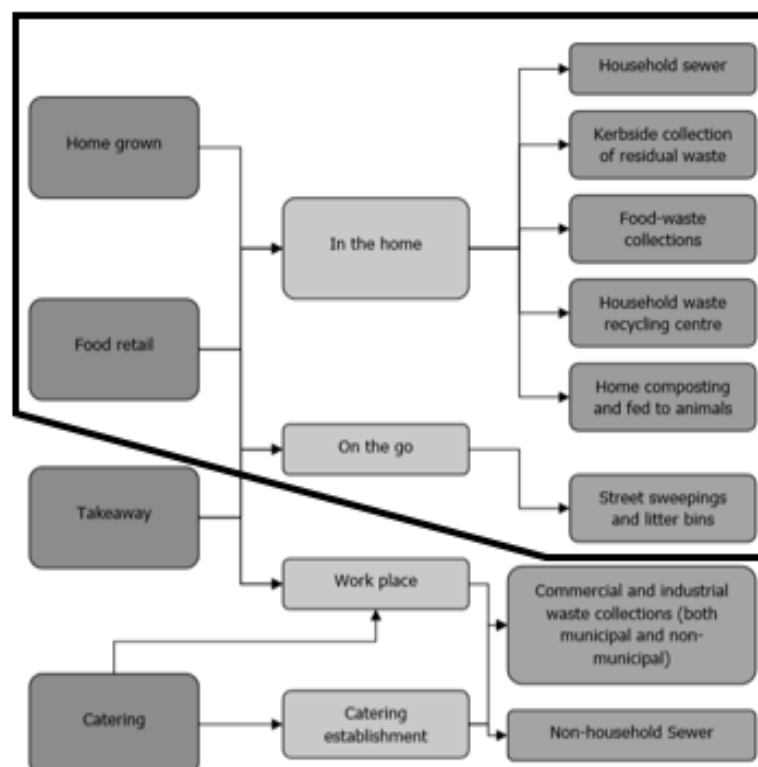 Home grown
Food retail
Takeaway
Catering
In the home
On the go
Work place
Catering
establishment
Household sewer
Kerbside collection
of residual waste
Food-waste
collections
Household waste
recycling centre
Home composting
and fed to animals
Street sweepings
and litter bins
Commercial and industrial
waste collections (both
municipal and non-
municipal)
Non-household Sewer